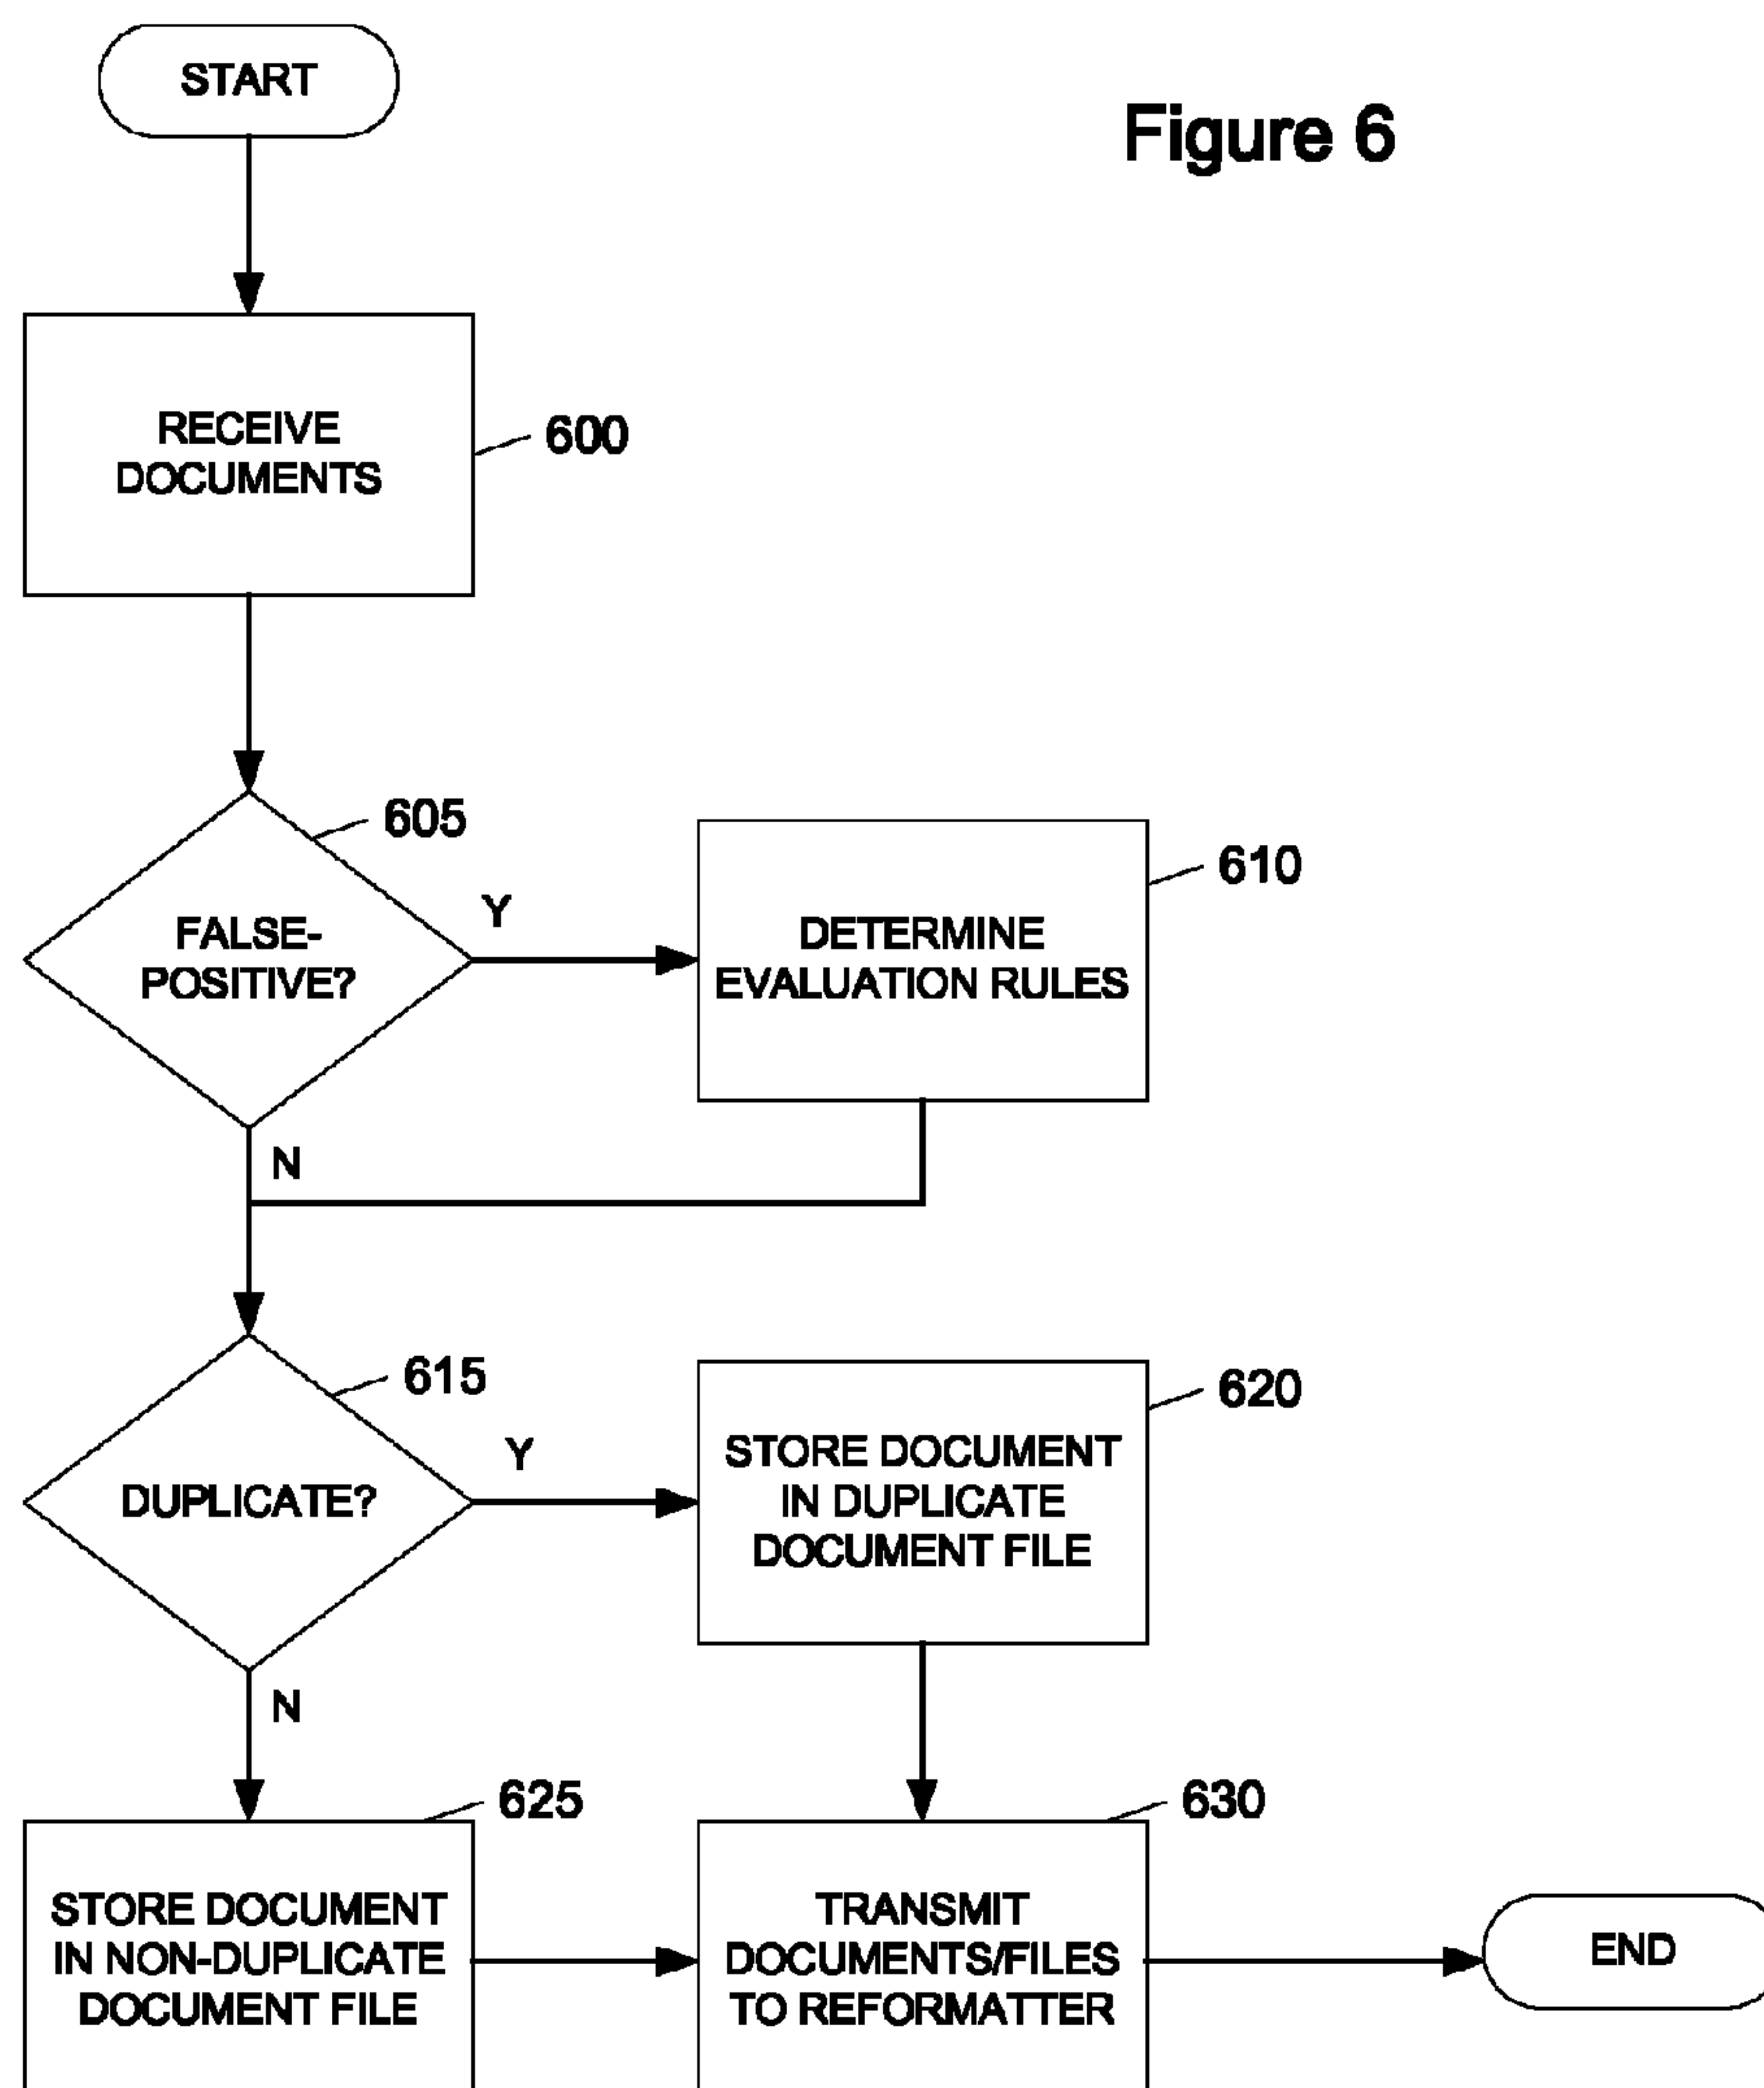 START
Figure 6
RECEIVE
DOCUMENTS
600
605
FALSE-
POSITIVE?
Y
N
610
DETERMINE
EVALUATION RULES
615
DUPLICATE?
Y
N
620
STORE DOCUMENT
IN DUPLICATE
DOCUMENT FILE
625
STORE DOCUMENT
IN NON-DUPLICATE
DOCUMENT FILE
630
TRANSMIT
DOCUMENTS/FILES
TO REFORMATTER
END